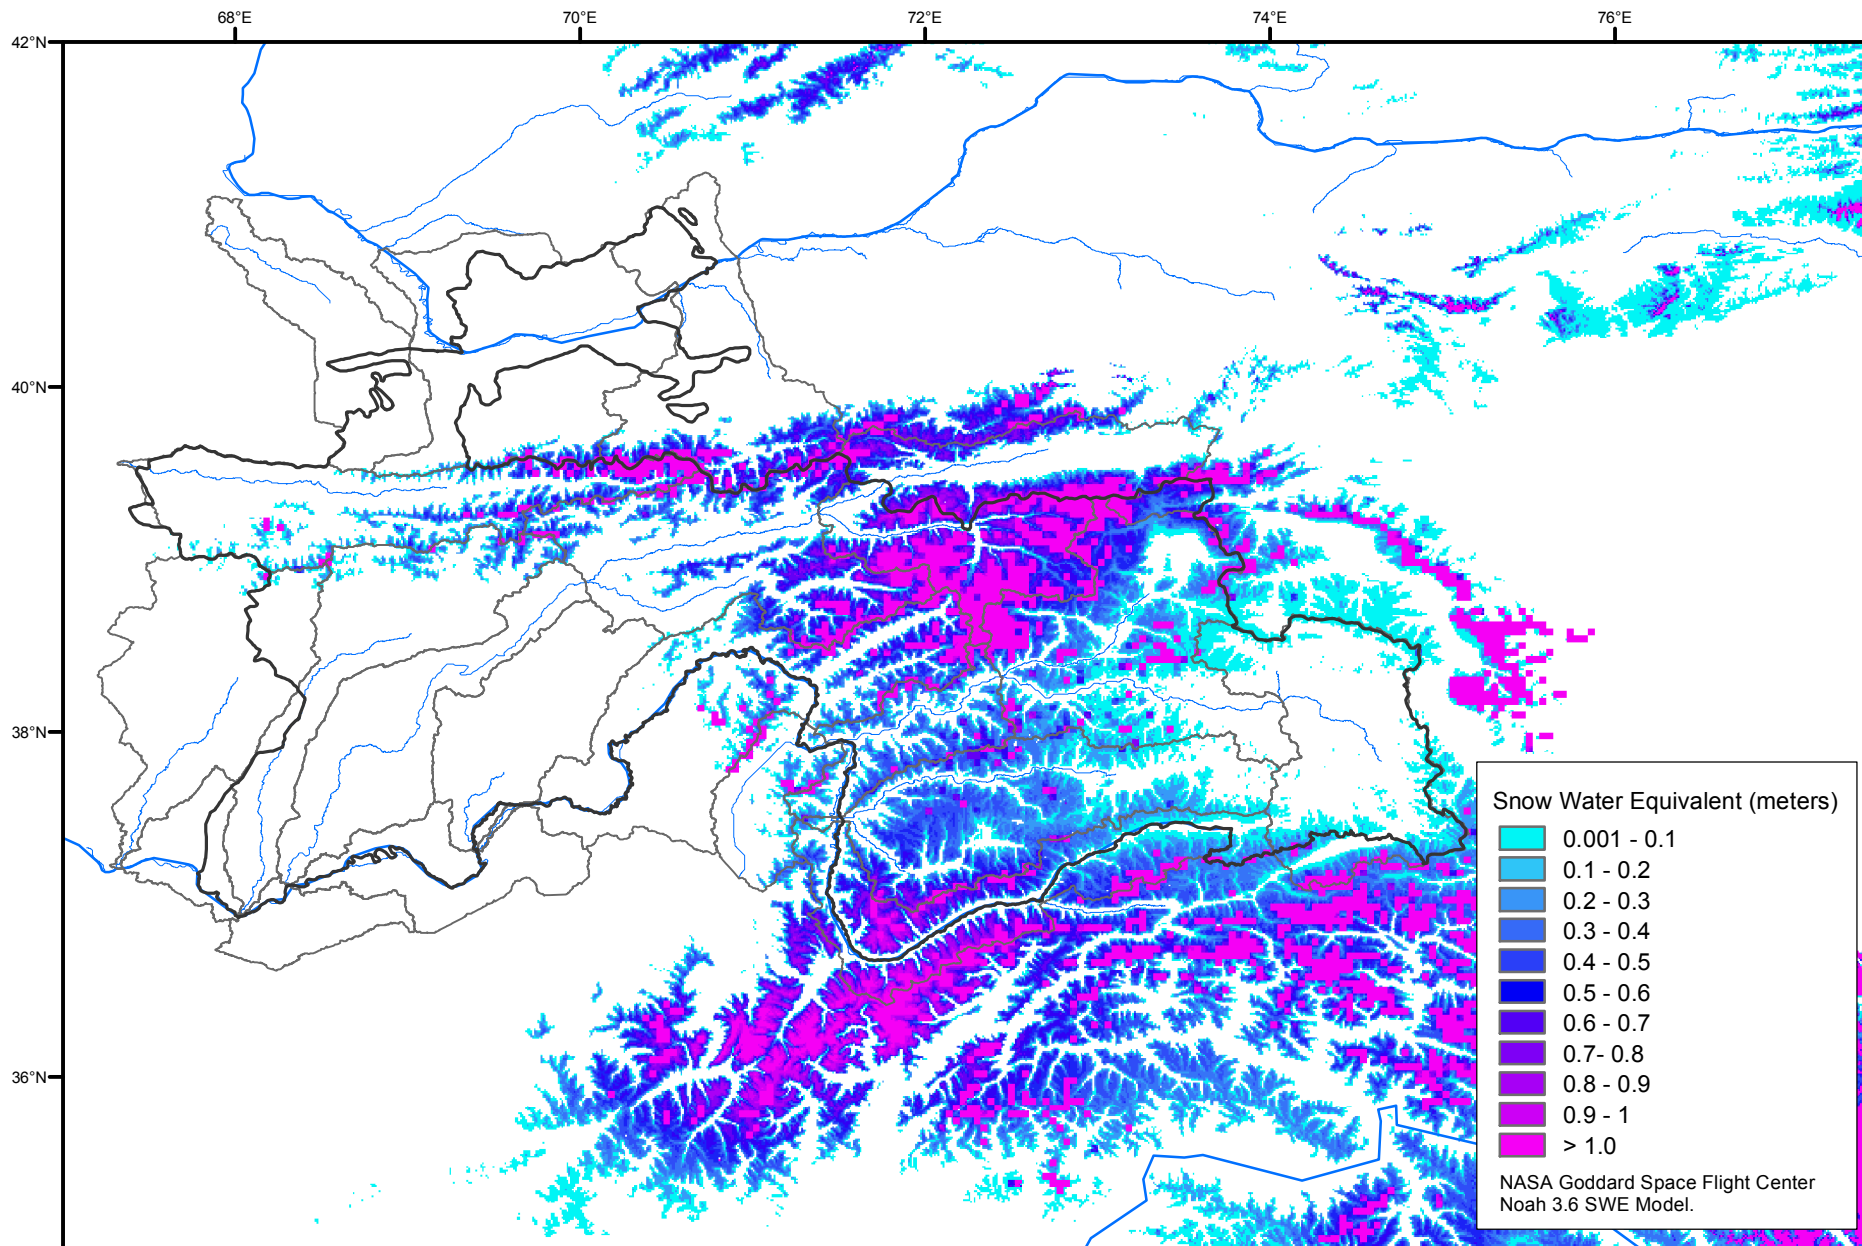 68°E
70°E
72°E
74°E
76°E
42°N
40°N
38°N
36°N
Snow Water Equivalent (meters)
0.001 - 0.1
0.1 - 0.2
0.2 - 0.3
0.3 - 0.4
0.4 - 0.5
0.5 - 0.6
0.6 - 0.7
0.7- 0.8
0.8 - 0.9
0.9 - 1
> 1.0
NASA Goddard Space Flight Center
Noah 3.6 SWE Model.